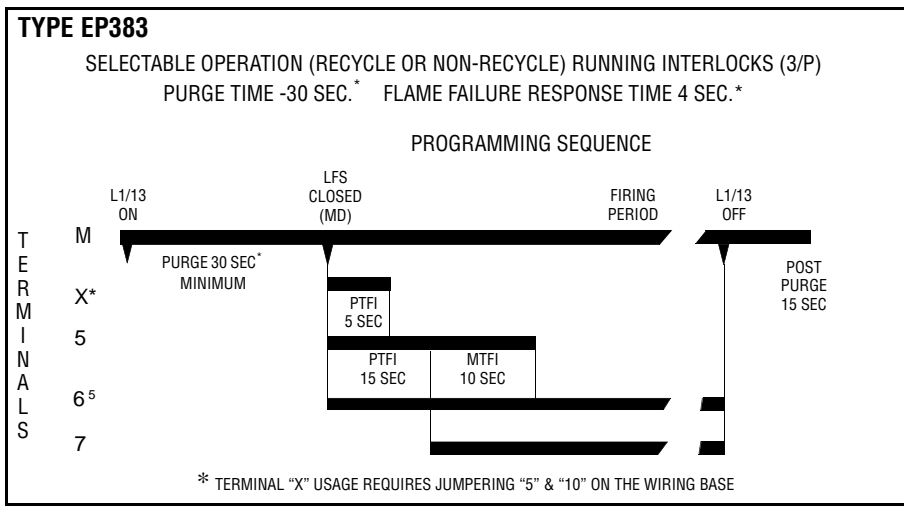 TYPE EP383
SELECTABLE OPERATION (RECYCLE OR NON-RECYCLE) RUNNING INTERLOCKS (3/P)
PURGE TIME -30 SEC.* FLAME FAILURE RESPONSE TIME 4 SEC.*
PROGRAMMING SEQUENCE
L1/13
ON
LFS
CLOSED
(MD)
FIRING
PERIOD
L1/13
OFF
TERMINALS
M
PURGE 30 SEC*
MINIMUM
POST
PURGE
15 SEC
X*
PTFI
5 SEC
5
PTFI
15 SEC
MTFI
10 SEC
6 5
7
* TERMINAL “X” USAGE REQUIRES JUMPERING “5” & “10” ON THE WIRING BASE